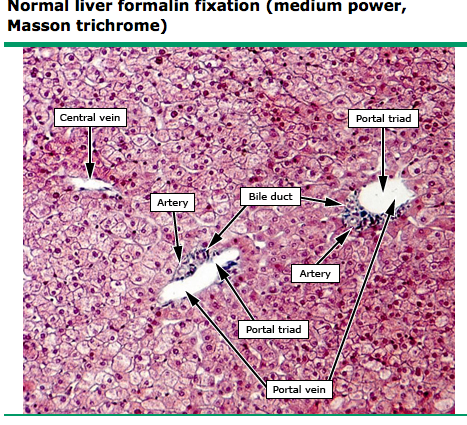 Normal liver formalin fixation (medium power,
Masson trichrome)
Central vein
Portal triad
Artery
Bile duct
Artery
Portal triad
Portal vein